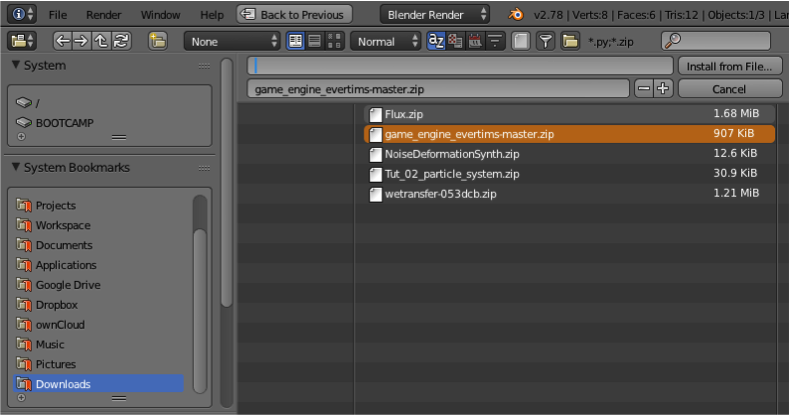 File Render Window Help Back to Previous Blender Render v2.78 | Verts:8 | Faces:6 | Tris:12 | Objects:1/3 |
None Normal *.py;*.zip
System
/
BOOTCAMP
System Bookmarks
Projects
Workspace
Documents
Applications
Google Drive
Dropbox
ownCloud
Music
Pictures
Downloads
Install from File...
game_engine_evertims-master.zip Cancel
Flux.zip 1.68 MiB
game_engine_evertims-master.zip 907 KiB
NoiseDeformationSynth.zip 12.6 KiB
Tut_02_particle_system.zip 30.9 KiB
wetransfer-053dcb.zip 1.21 MiB